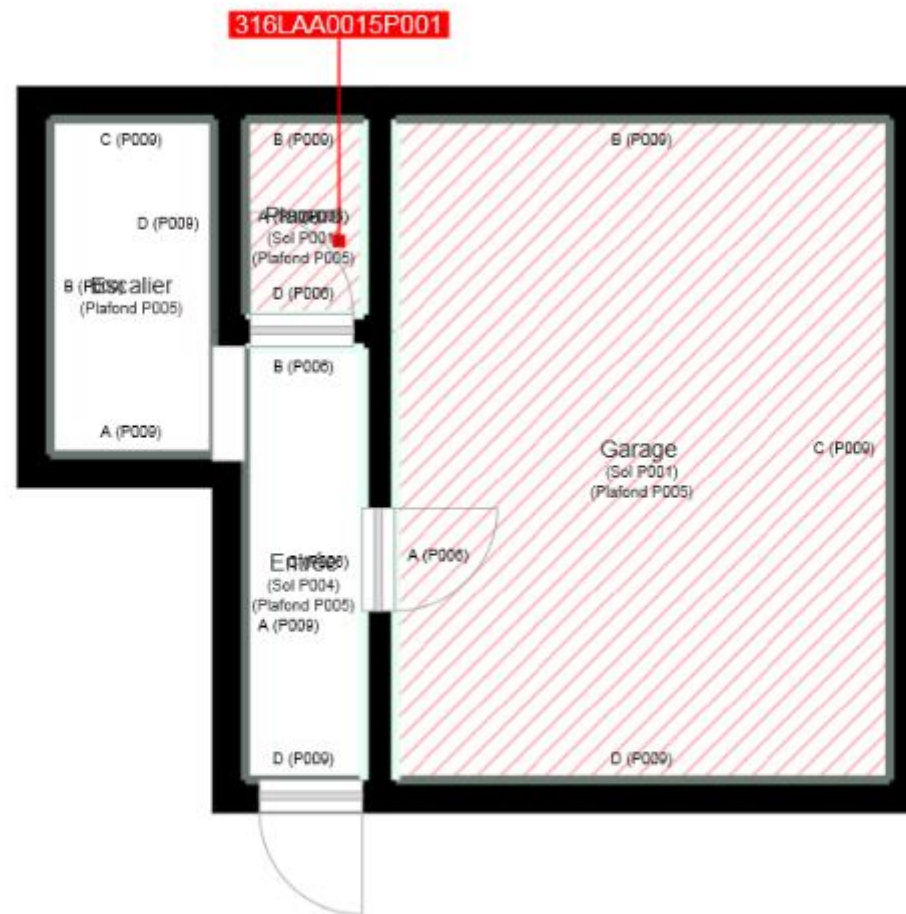 316LAA0015P001
C (P009)
D (P009)
Escalier
(Plafond P005)
A (P009)
B (P009)
(Sol P001)
(Plafond P005)
D (P006)
B (P006)
(Sol P004)
(Plafond P005)
A (P009)
D (P009)
B (P009)
Garage
(Sol P001)
(Plafond P005)
C (P009)
A (P006)
D (P009)